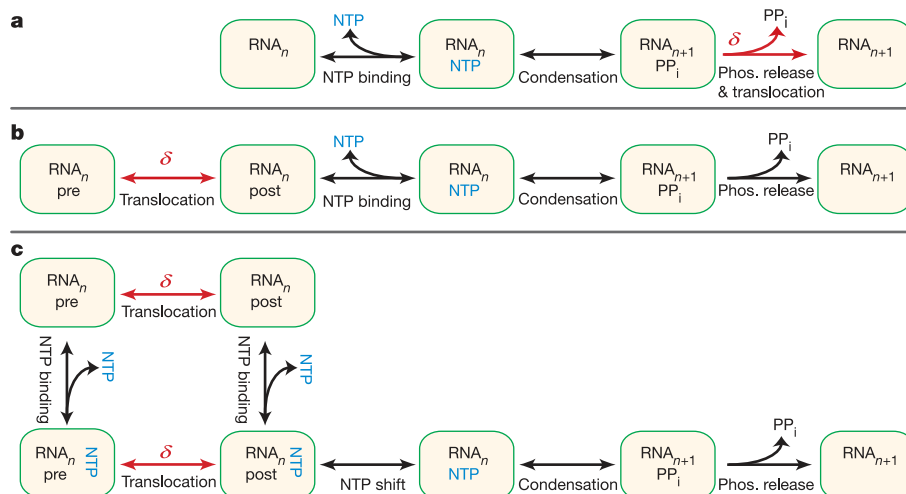 a
NTP
PPi
RNAn
RNAn
NTP
RNAn+1
PPi
δ
RNAn+1
NTP binding
Condensation
Phos. release
& translocation
b
NTP
PPi
RNAn
pre
δ
RNAn
post
RNAn
NTP
RNAn+1
PPi
RNAn+1
Translocation
NTP binding
Condensation
Phos. release
c
RNAn
pre
δ
RNAn
post
Translocation
NTP binding
NTP
NTP binding
NTP
PPi
RNAn
pre
NTP
δ
RNAn
post
NTP
RNAn
NTP
RNAn+1
PPi
RNAn+1
Translocation
NTP shift
Condensation
Phos. release